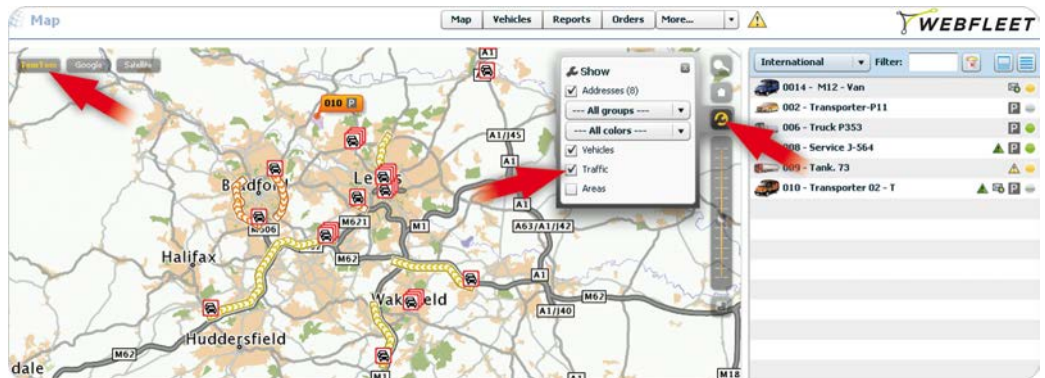 Map
Map Vehicles Reports Orders More...
WEBFLEET
TomTom Google Satellite
Show
Addresses (8)
--- All groups ---
--- All colors ---
Vehicles
Traffic
Areas
International Filter:
0014 - M12 - Van
002 - Transporter-P11
006 - Truck P353
008 - Service J-564
009 - Tank. 73
010 - Transporter 02 - T
A1
010 P
A1/J45
A1
Leeds
Bradford
A1
M606
M621
M1
A63/A1/J42
M62
Halifax
A1
Wakefield
M62
A1/J40
Huddersfield
M62
dale
M1
M18